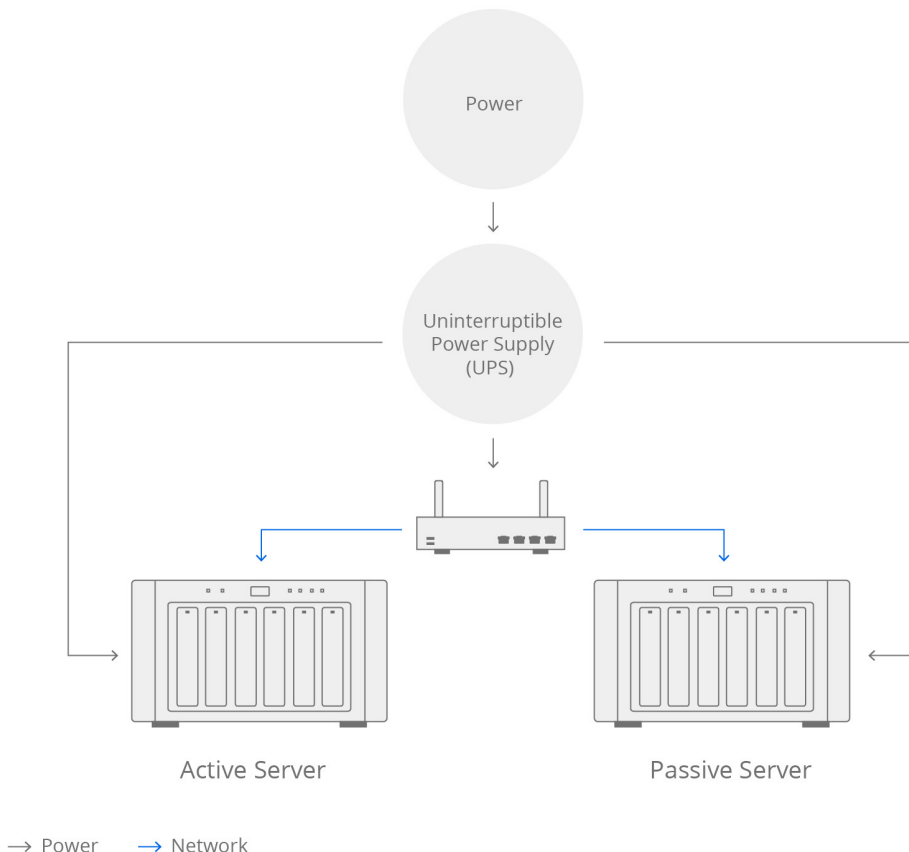 Power
Uninterruptible
Power Supply
(UPS)
Active Server
Passive Server
Power
Network